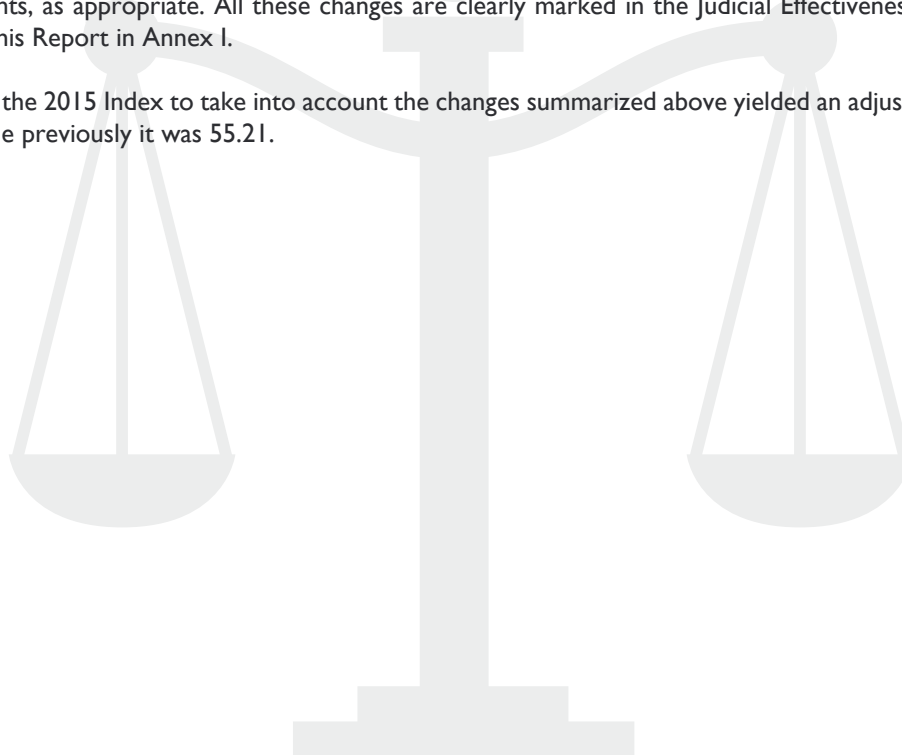 nts, as appropriate. All these changes are clearly marked in the Judicial Effectivenes
his Report in Annex I.
the 2015 Index to take into account the changes summarized above yielded an adjus
e previously it was 55.21.